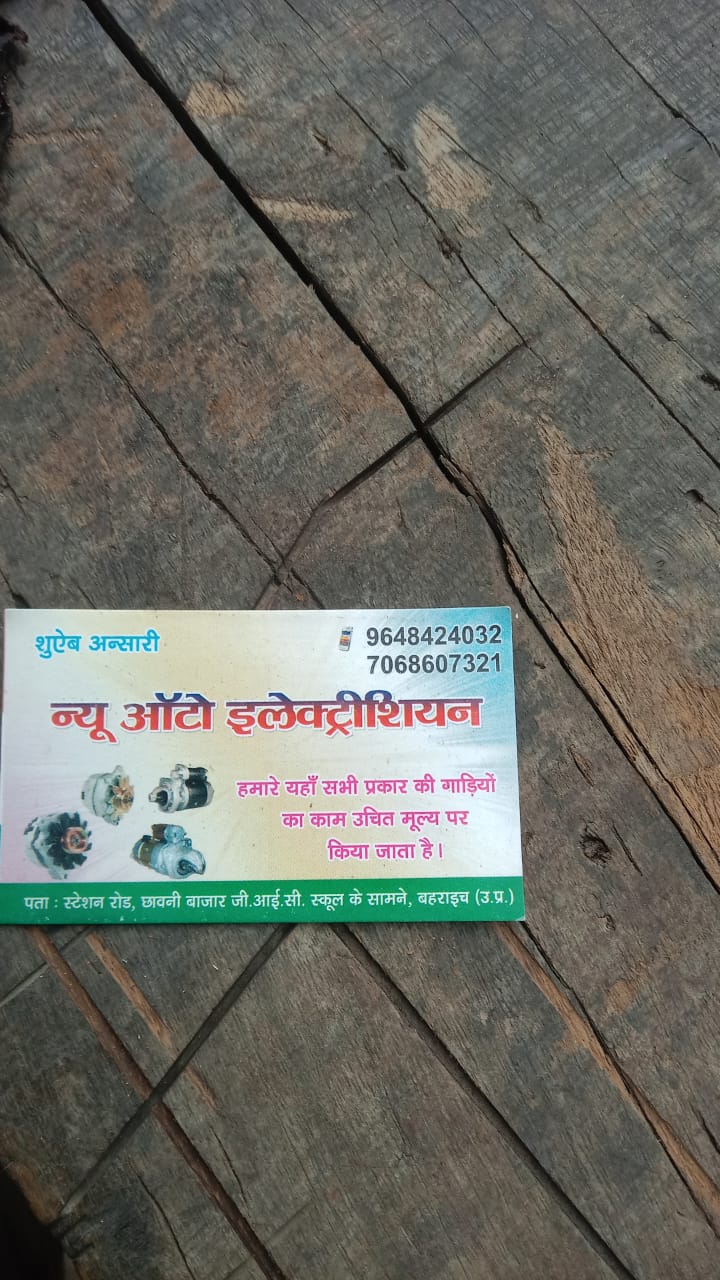 शुऐब अन्सारी
9648424032
7068607321
न्यू ऑटो इलेक्ट्रीशियन
हमारे यहाँ सभी प्रकार की गाड़ियों
का काम उचित मूल्य पर
किया जाता है।
पता : स्टेशन रोड, छावनी बाजार जी.आई.सी. स्कूल के सामने, बहराइच (उ.प्र.)